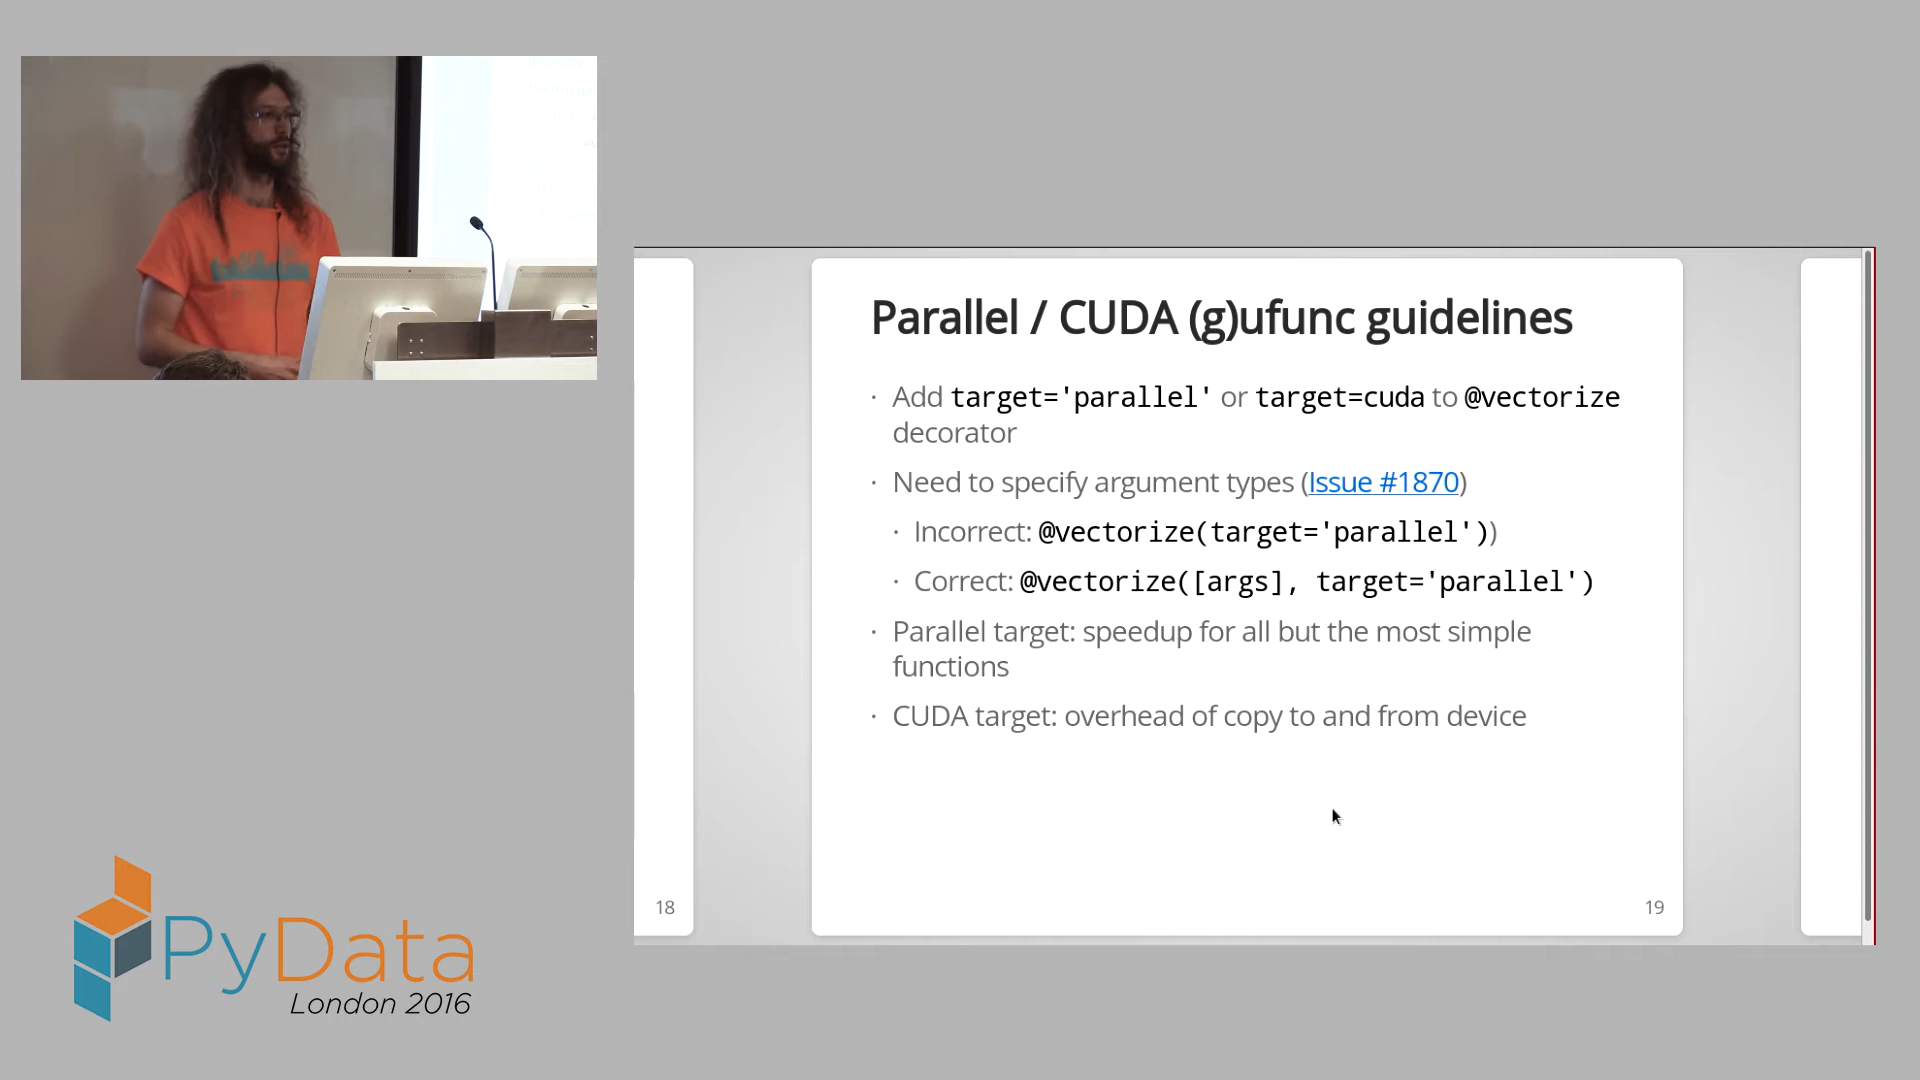 Parallel / CUDA (g)ufunc guidelines
· Add target='parallel' or target=cuda to @vectorize
decorator
· Need to specify argument types (Issue #1870)
· Incorrect: @vectorize(target='parallel'))
· Correct: @vectorize([args], target='parallel')
· Parallel target: speedup for all but the most simple
functions
· CUDA target: overhead of copy to and from device
18
19
PyData
London 2016